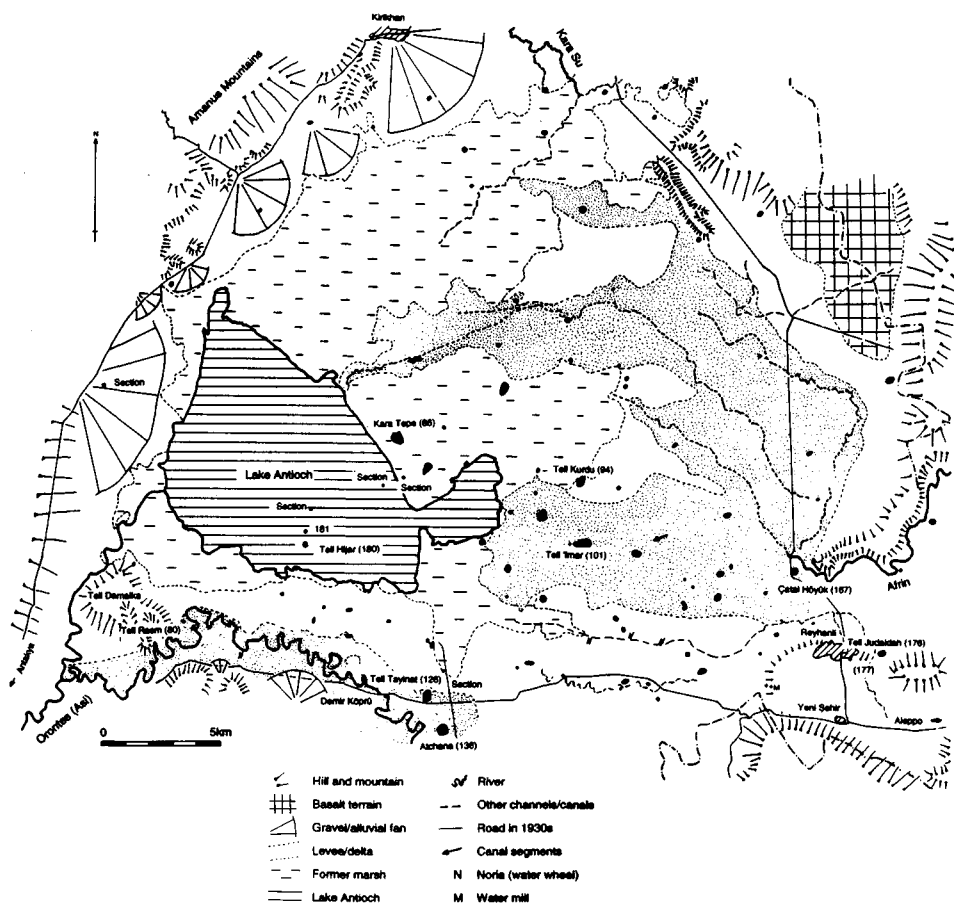 Kirikhan
Kara Su
Amanus Mountains
N
Section
Kara Tepe (86)
Lake Antioch
Section
Section
Tell Kurdu (94)
Section
181
Tell Hijar (180)
Tell 'Imar (101)
Afrin
Çatal Höyük (167)
Tell Damalka
Tell Rasm (80)
Reyhanli
Tell Judaidah (176)
(177)
Antakya
Tell Tayinat (126)
Section
M
Demir Köprü
Yeni Şehir
Aleppo
Orontes (Asi)
0 5km
Atchana (136)
Hill and mountain
River
Basalt terrain
Other channels/canals
Gravel/alluvial fan
Road in 1930s
Levee/delta
Canal segments
Former marsh
N Noria (water wheel)
Lake Antioch
M Water mill